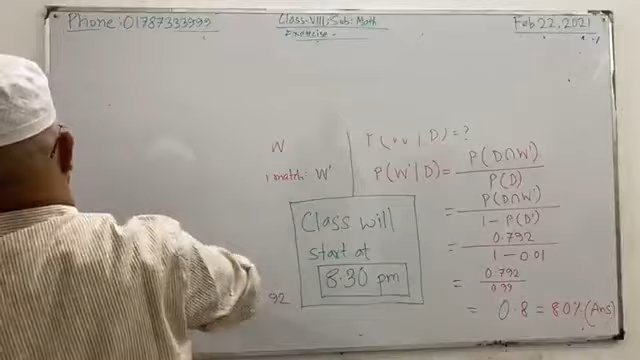 Phone: 01787333999
Class-VIII, Sub: Math
Exercise-
Feb 22, 2021
W
1 match: W'
P(W' | D) = ?
P(W' | D) = P(D∩W') / P(D)
= P(D∩W') / 1 - P(D')
= 0.792 / 1 - 0.01
= 0.792 / 0.99
= 0.8 = 80% (Ans)
Class will
start at
8.30 pm
92